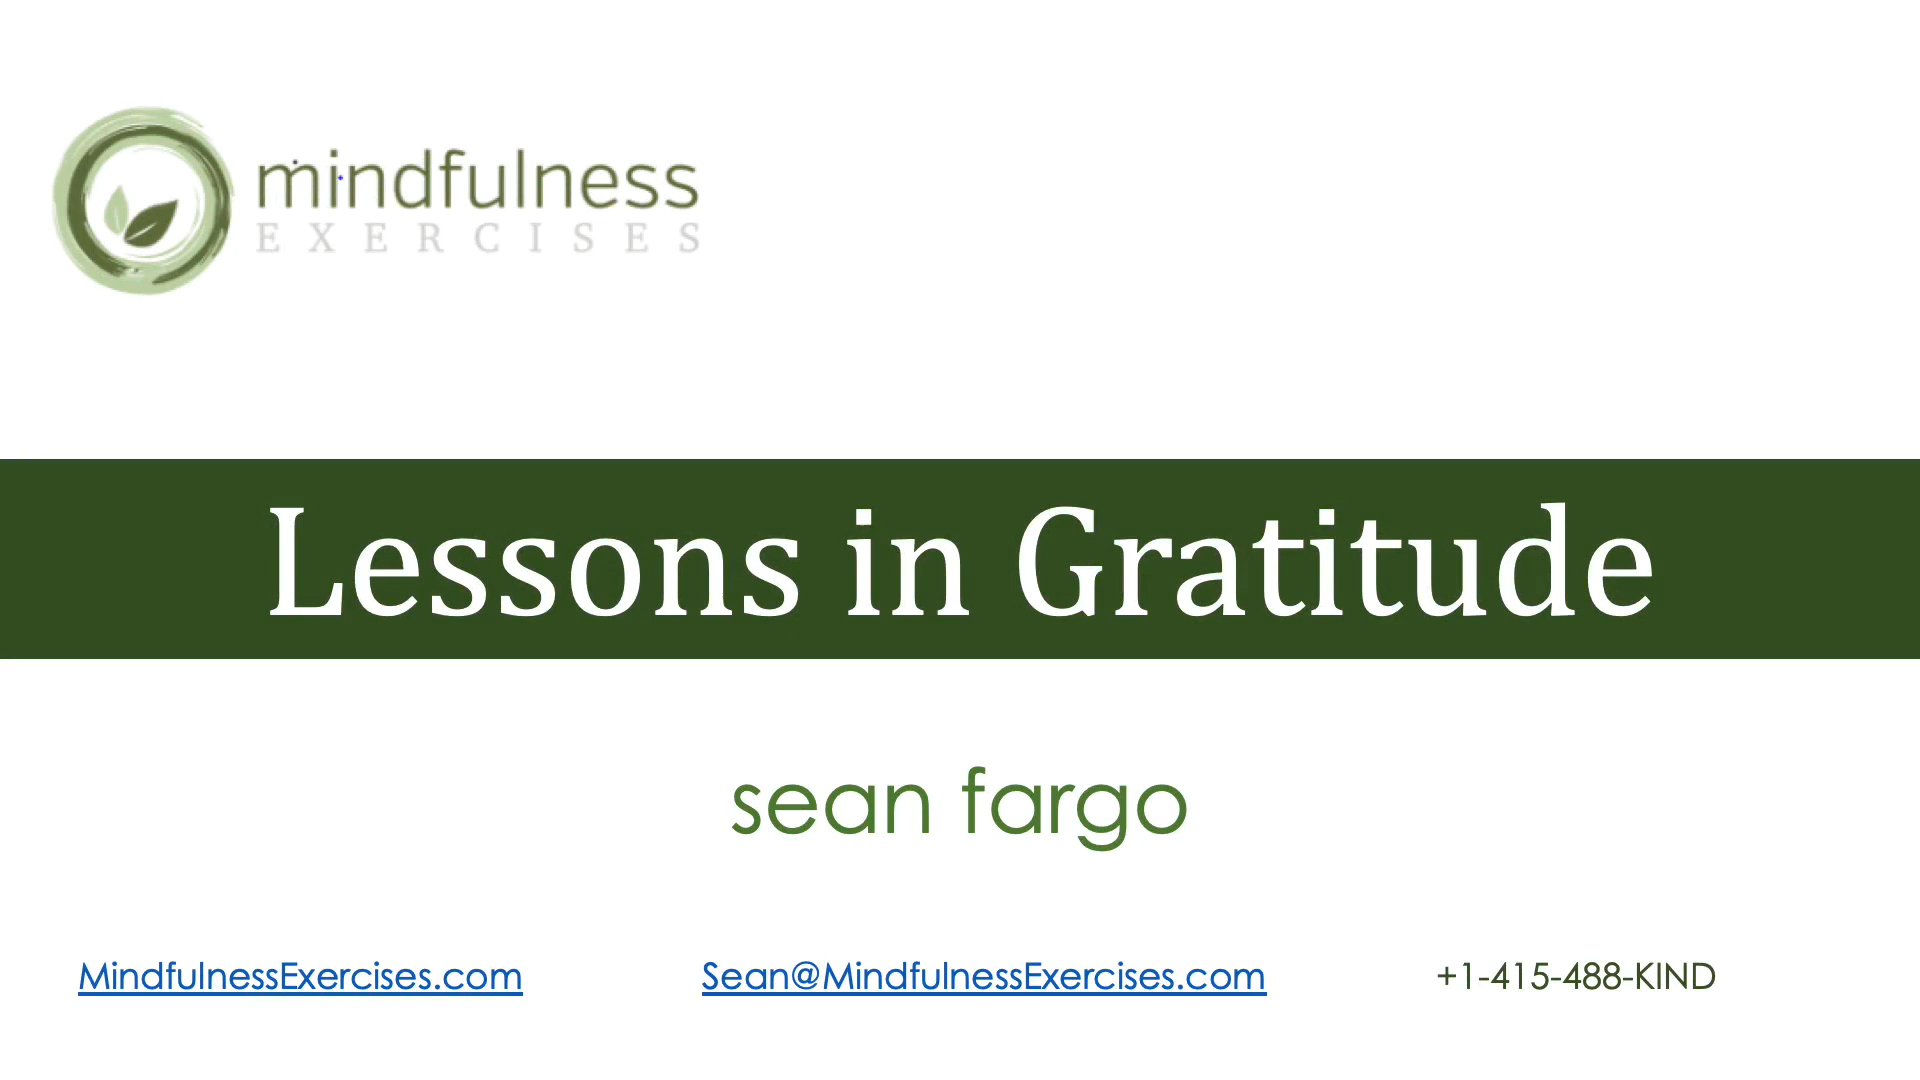 mindfulness
EXERCISES
Lessons in Gratitude
sean fargo
MindfulnessExercises.com
Sean@MindfulnessExercises.com
+1-415-488-KIND